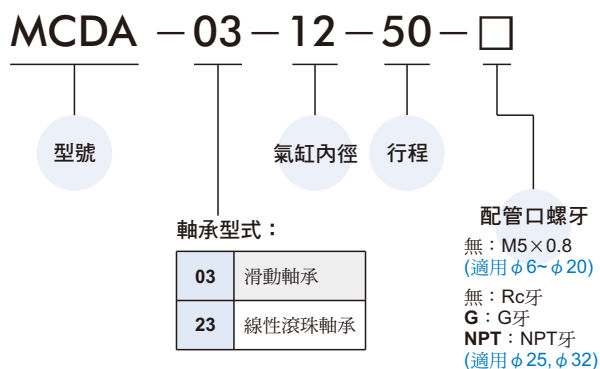 MCDA－03－12－50－□
型號
氣缸內徑
行程
軸承型式：
03 滑動軸承
23 線性滾珠軸承
配管口螺牙
無：M5×0.8
(適用φ6~φ20)
無：Rc牙
G：G牙
NPT：NPT牙
(適用φ25,φ32)